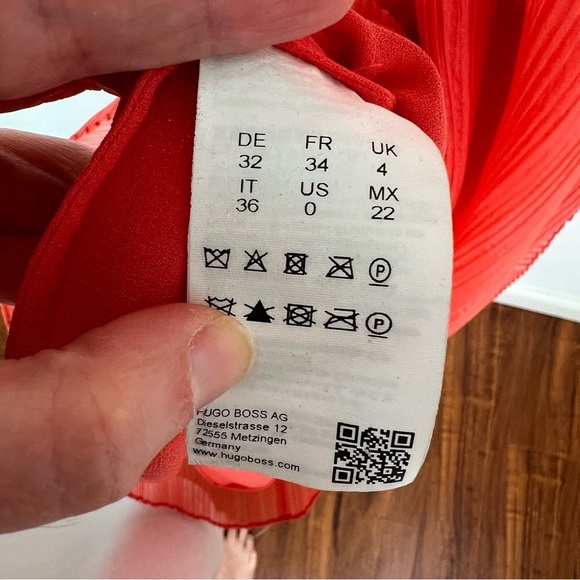 DE FR UK
32 34 4
IT US MX
36 0 22
P
P
HUGO BOSS AG
Dieselstrasse 12
72555 Metzingen
Germany
www.hugoboss.com